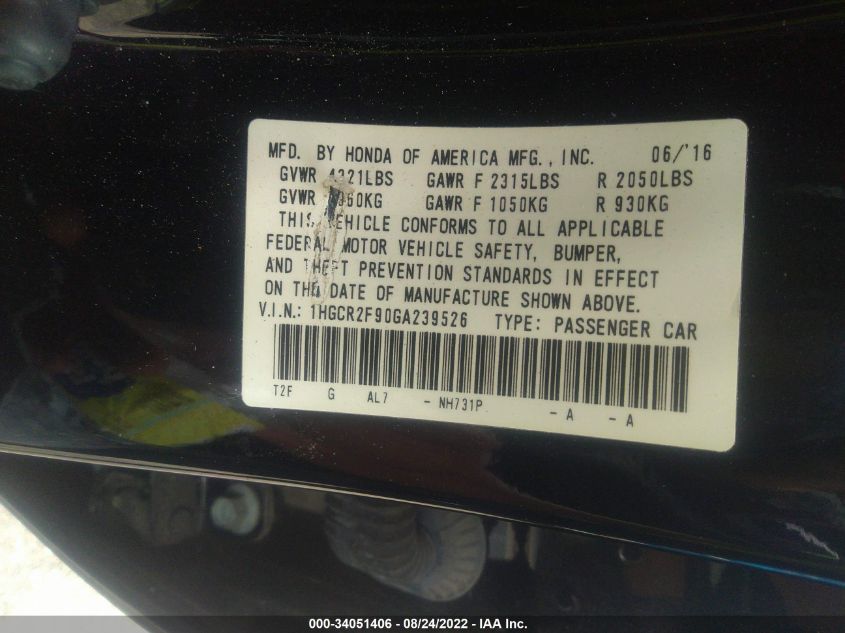 MFD. BY HONDA OF AMERICA MFG., INC. 06/'16
GVWR 4321LBS GAWR F 2315LBS R 2050LBS
GVWR 1960KG GAWR F 1050KG R 930KG
THIS VEHICLE CONFORMS TO ALL APPLICABLE
FEDERAL MOTOR VEHICLE SAFETY, BUMPER,
AND THEFT PREVENTION STANDARDS IN EFFECT
ON THE DATE OF MANUFACTURE SHOWN ABOVE.
V.I.N.: 1HGCR2F90GA239526 TYPE: PASSENGER CAR
T2F G AL7 - NH731P - A - A
000-34051406 - 08/24/2022 - IAA Inc.